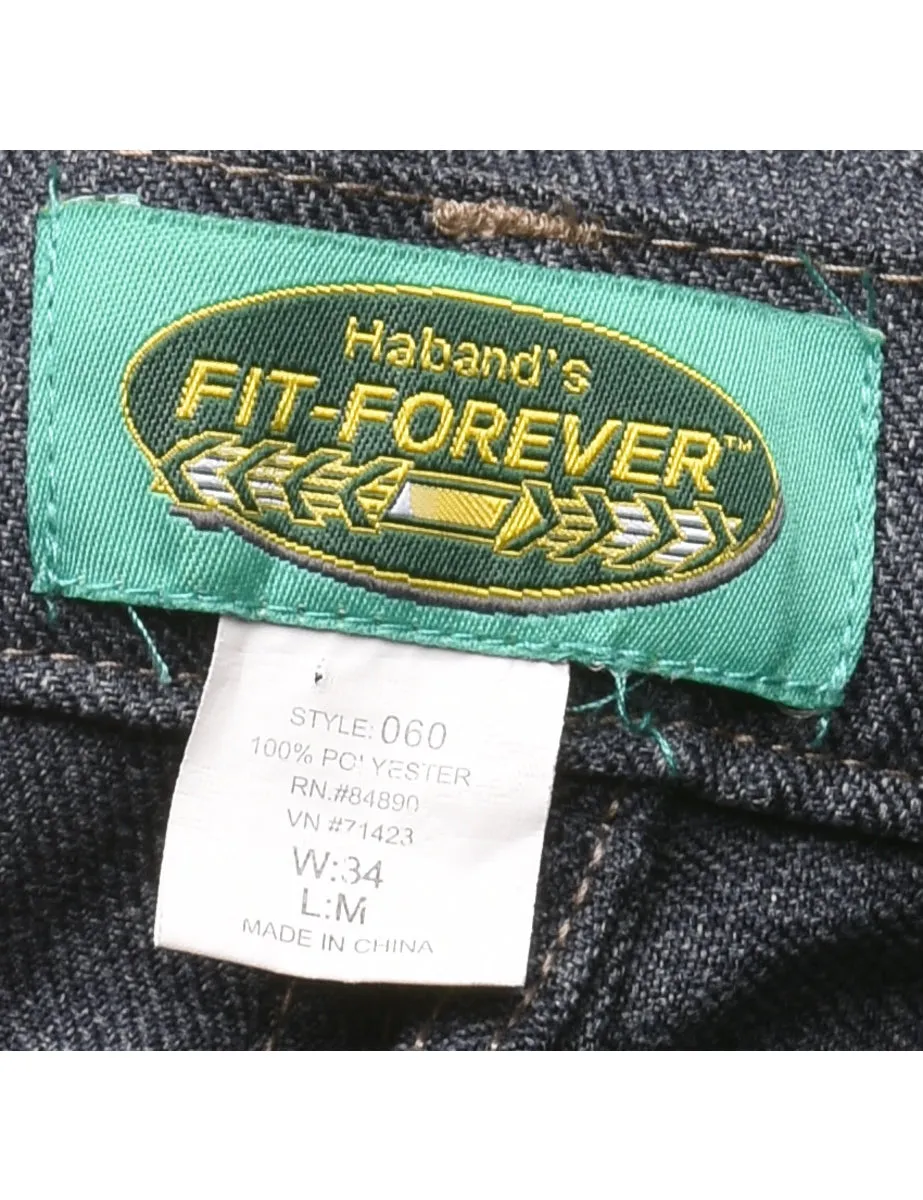 Haband's
FIT-FOREVER™
STYLE: 060
100% POLYESTER
RN.#84890
VN #71423
W:34
L:M
MADE IN CHINA